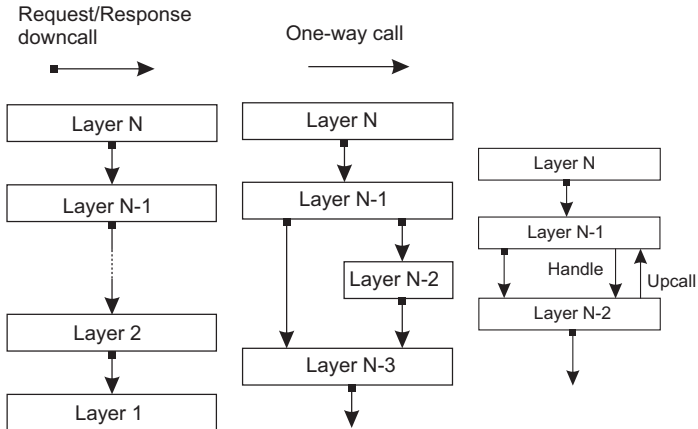 Request/Response
downcall
One-way call
Layer N
Layer N-1
Layer 2
Layer 1
Layer N
Layer N-1
Layer N-2
Layer N-3
Layer N
Layer N-1
Handle
Upcall
Layer N-2